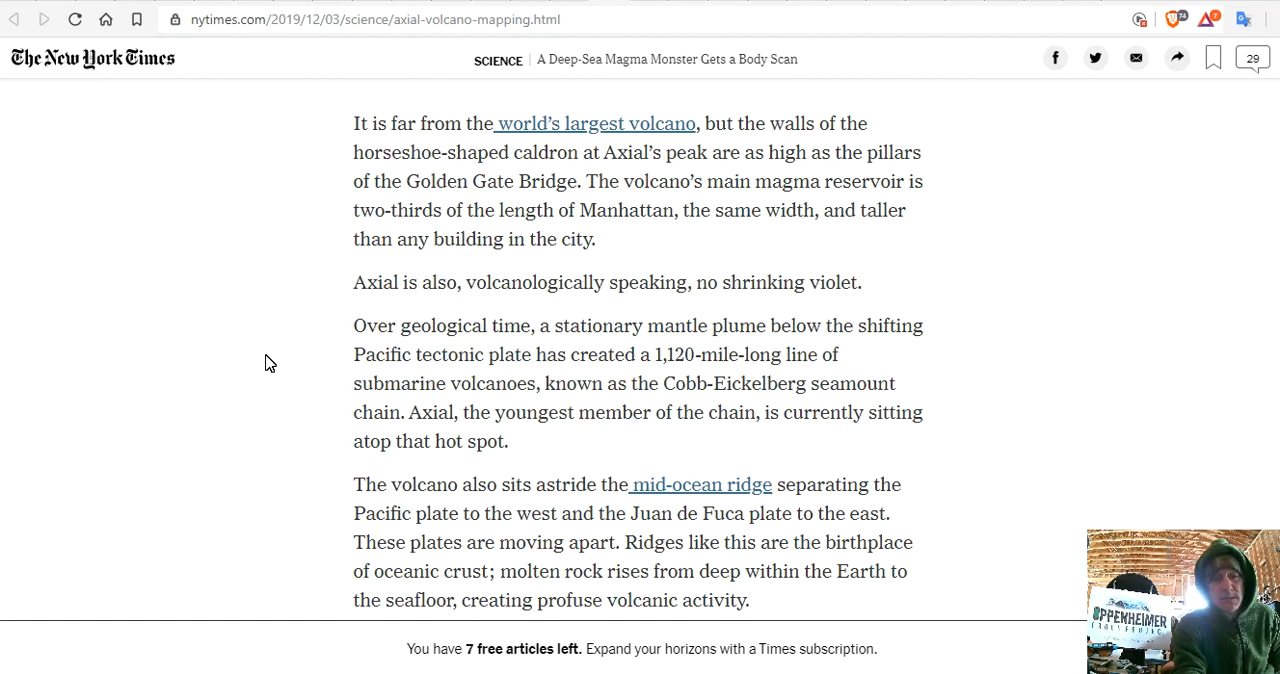 nytimes.com/2019/12/03/science/axial-volcano-mapping.html
74
7
The New York Times
SCIENCE | A Deep-Sea Magma Monster Gets a Body Scan
29
It is far from the world’s largest volcano, but the walls of the
horseshoe-shaped caldron at Axial’s peak are as high as the pillars
of the Golden Gate Bridge. The volcano’s main magma reservoir is
two-thirds of the length of Manhattan, the same width, and taller
than any building in the city.
Axial is also, volcanologically speaking, no shrinking violet.
Over geological time, a stationary mantle plume below the shifting
Pacific tectonic plate has created a 1,120-mile-long line of
submarine volcanoes, known as the Cobb-Eickelberg seamount
chain. Axial, the youngest member of the chain, is currently sitting
atop that hot spot.
The volcano also sits astride the mid-ocean ridge separating the
Pacific plate to the west and the Juan de Fuca plate to the east.
These plates are moving apart. Ridges like this are the birthplace
of oceanic crust; molten rock rises from deep within the Earth to
the seafloor, creating profuse volcanic activity.
You have 7 free articles left. Expand your horizons with a Times subscription.
OPPENHEIMER